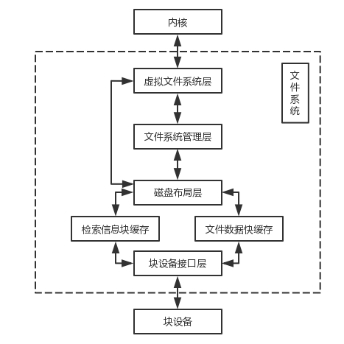 内核
虚拟文件系统层
文件系统
文件系统管理层
磁盘布局层
检索信息块缓存
文件数据快缓存
块设备接口层
块设备